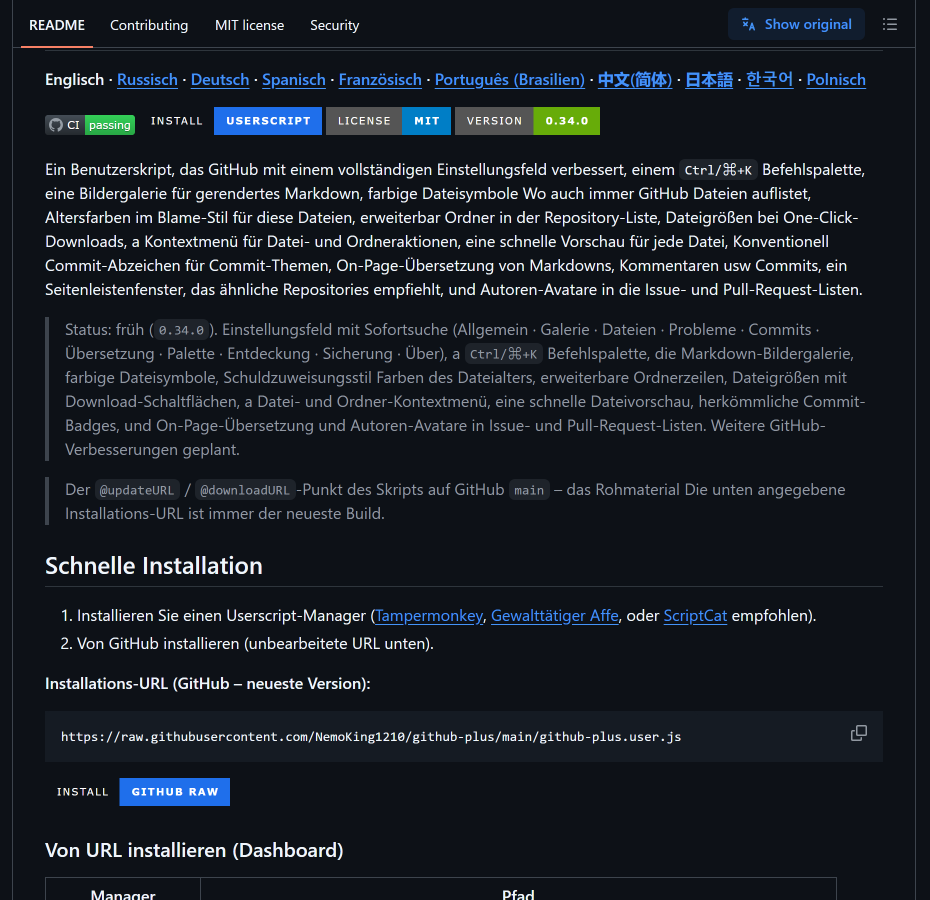 README Contributing MIT license Security Show original
Englisch · Russisch · Deutsch · Spanisch · Französisch · Português (Brasilien) · 中文(简体) · 日本語 · 한국어 · Polnisch
CI passing INSTALL USERSCRIPT LICENSE MIT VERSION 0.34.0
Ein Benutzerskript, das GitHub mit einem vollständigen Einstellungsfeld verbessert, einem Ctrl/⌘+K Befehlspalette,
eine Bildergalerie für gerendertes Markdown, farbige Dateisymbole Wo auch immer GitHub Dateien auflistet,
Altersfarben im Blame-Stil für diese Dateien, erweiterbar Ordner in der Repository-Liste, Dateigrößen bei One-Click-
Downloads, a Kontextmenü für Datei- und Ordneraktionen, eine schnelle Vorschau für jede Datei, Konventionell
Commit-Abzeichen für Commit-Themen, On-Page-Übersetzung von Markdowns, Kommentaren usw Commits, ein
Seitenleistenfenster, das ähnliche Repositories empfiehlt, und Autoren-Avatare in die Issue- und Pull-Request-Listen.
Status: früh (0.34.0). Einstellungsfeld mit Sofortsuche (Allgemein · Galerie · Dateien · Probleme · Commits ·
Übersetzung · Palette · Entdeckung · Sicherung · Über), a Ctrl/⌘+K Befehlspalette, die Markdown-Bildergalerie,
farbige Dateisymbole, Schuldzuweisungsstil Farben des Dateialters, erweiterbare Ordnerzeilen, Dateigrößen mit
Download-Schaltflächen, a Datei- und Ordner-Kontextmenü, eine schnelle Dateivorschau, herkömmliche Commit-
Badges, und On-Page-Übersetzung und Autoren-Avatare in Issue- und Pull-Request-Listen. Weitere GitHub-
Verbesserungen geplant.
Der @updateURL / @downloadURL-Punkt des Skripts auf GitHub main – das Rohmaterial Die unten angegebene
Installations-URL ist immer der neueste Build.
Schnelle Installation
1. Installieren Sie einen Userscript-Manager (Tampermonkey, Gewalttätiger Affe, oder ScriptCat empfohlen).
2. Von GitHub installieren (unbearbeitete URL unten).
Installations-URL (GitHub – neueste Version):
https://raw.githubusercontent.com/NemoKing1210/github-plus/main/github-plus.user.js
INSTALL GITHUB RAW
Von URL installieren (Dashboard)
Manager Pfad